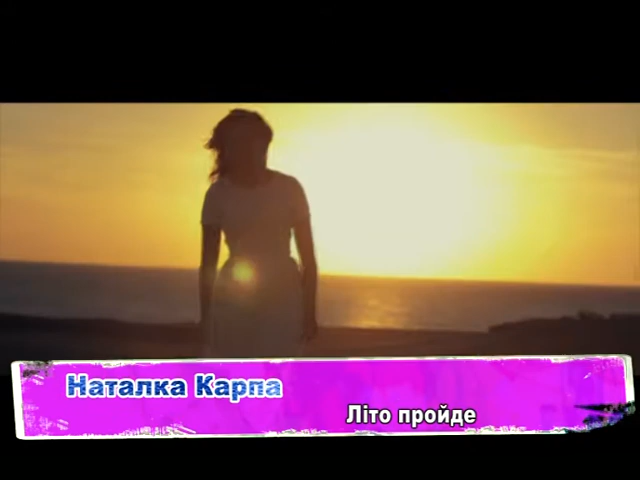 Наталка Карпа
Літо пройде